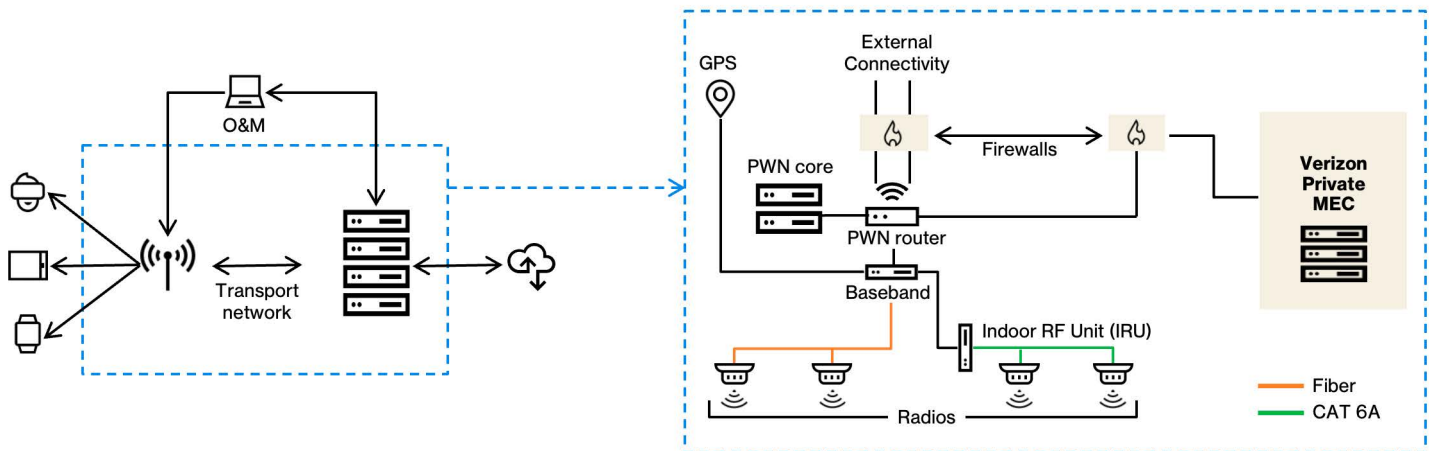 O&M
Transport
network
GPS
External
Connectivity
Firewalls
PWN core
PWN router
Baseband
Verizon
Private
MEC
Indoor RF Unit (IRU)
Radios
Fiber
CAT 6A